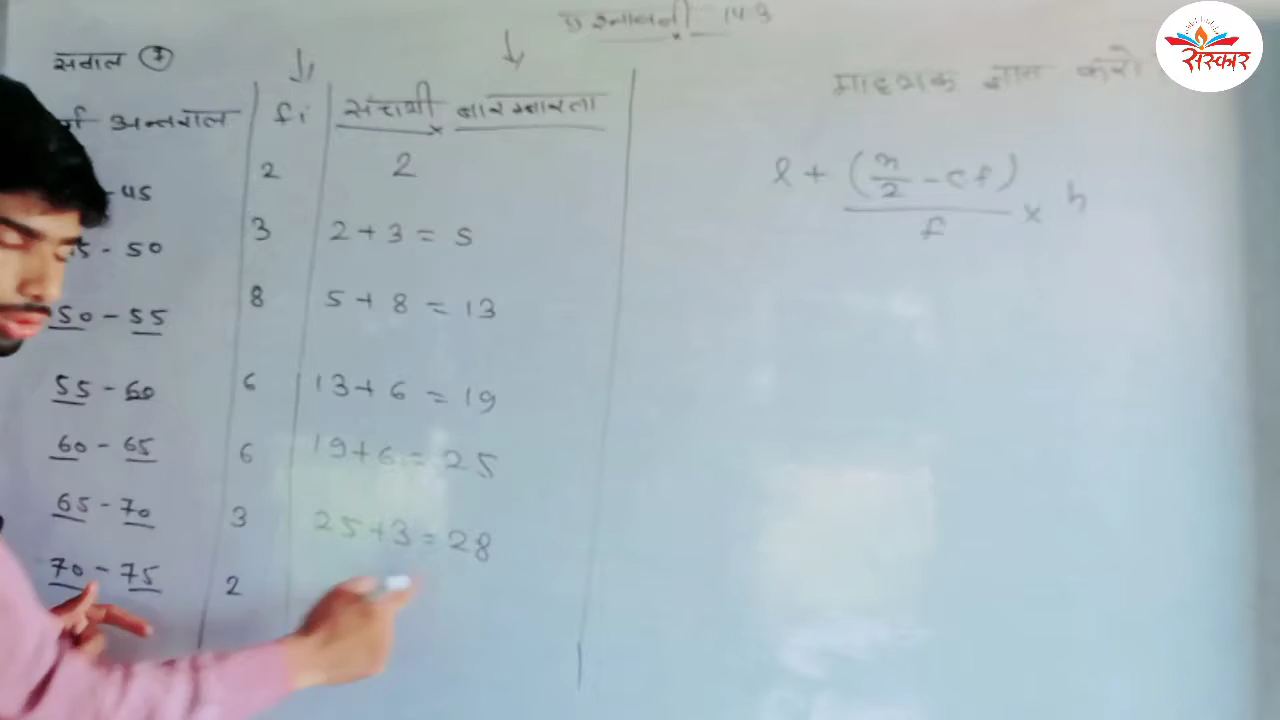 प्रश्नावली 14.3
सवाल 7
माध्यक ज्ञात करो
अन्तराल fi संचयी बारम्बारता
- 45 2 2
- 50 3 2 + 3 = 5
50 - 55 8 5 + 8 = 13
55 - 60 6 13 + 6 = 19
60 - 65 6 19 + 6 = 25
65 - 70 3 25 + 3 = 28
70 - 75 2
l + (n/2 - cf)/f × h
संस्कार